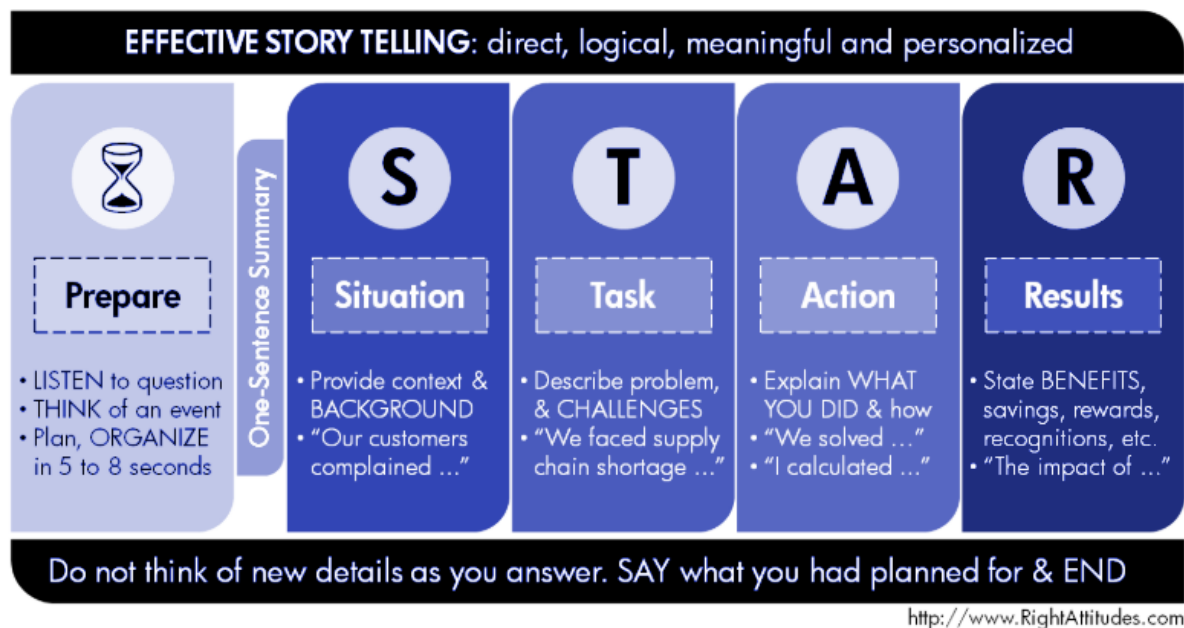 EFFECTIVE STORY TELLING: direct, logical, meaningful and personalized
Prepare
• LISTEN to question
• THINK of an event
• Plan, ORGANIZE
in 5 to 8 seconds
One-Sentence Summary
S
Situation
• Provide context &
BACKGROUND
• “Our customers
complained ...”
T
Task
• Describe problem,
& CHALLENGES
• “We faced supply
chain shortage ...”
A
Action
• Explain WHAT
YOU DID & how
• “We solved ...”
• “I calculated ...”
R
Results
• State BENEFITS,
savings, rewards,
recognitions, etc.
• “The impact of ...”
Do not think of new details as you answer. SAY what you had planned for & END
http://www.RightAttitudes.com